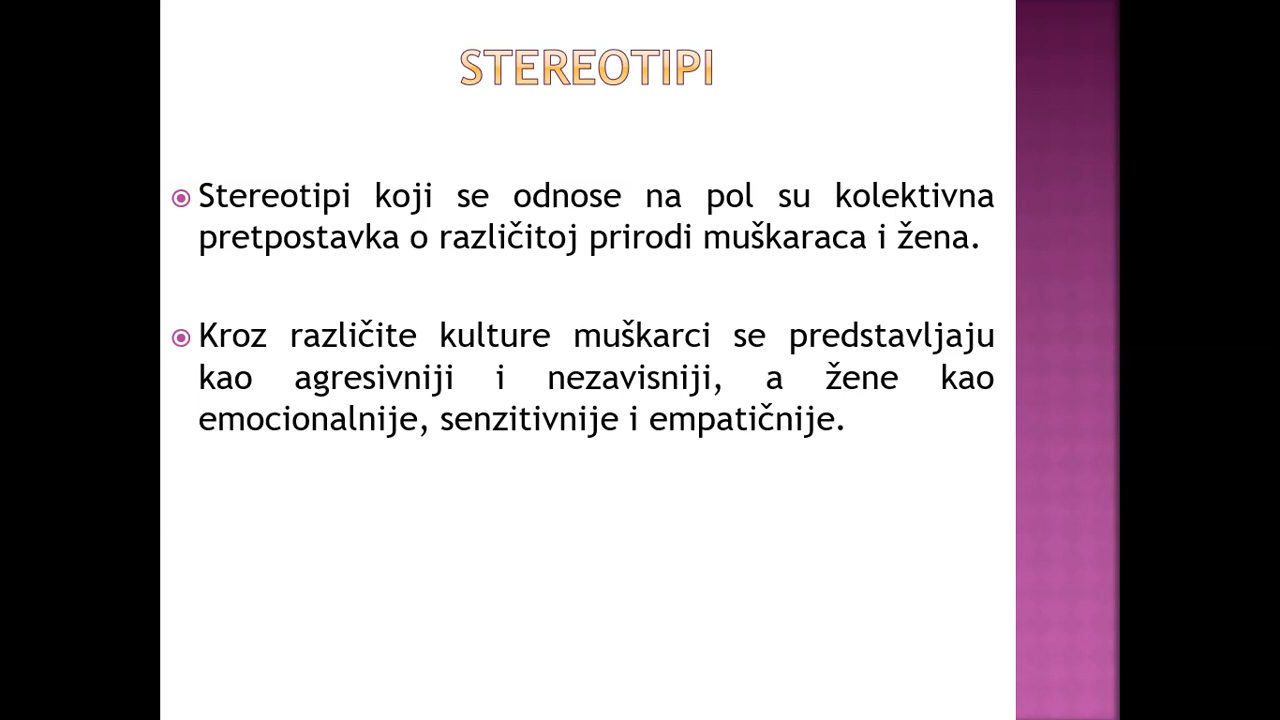 STEREOTIPI
Stereotipi koji se odnose na pol su kolektivna
pretpostavka o različitoj prirodi muškaraca i žena.
Kroz različite kulture muškarci se predstavljaju
kao agresivniji i nezavisniji, a žene kao
emocionalnije, senzitivnije i empatičnije.